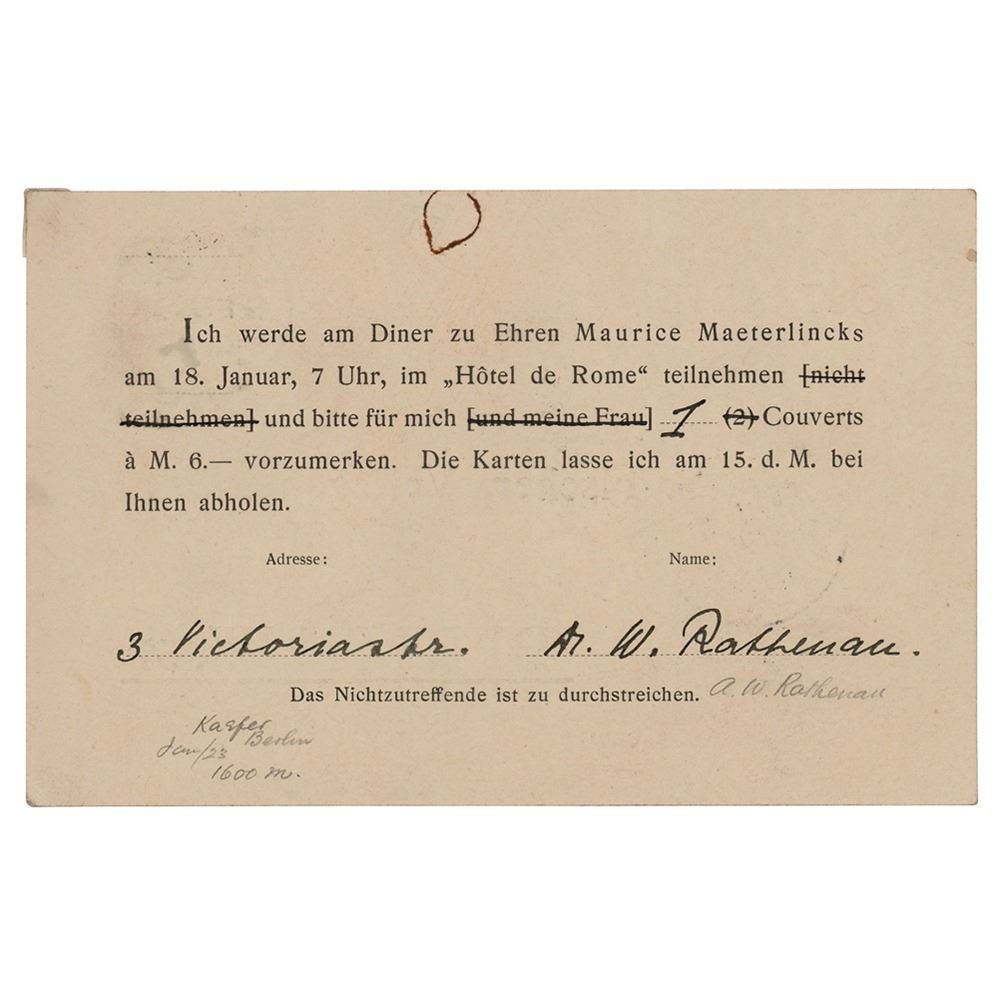 Ich werde am Diner zu Ehren Maurice Maeterlincks
am 18. Januar, 7 Uhr, im „Hôtel de Rome“ teilnehmen [nicht
teilnehmen] und bitte für mich [und meine Frau] 1 (2) Couverts
à M. 6.— vorzumerken. Die Karten lasse ich am 15. d. M. bei
Ihnen abholen.
Adresse: Name:
3 Victoriastr. Dr. W. Rathenau.
Das Nichtzutreffende ist zu durchstreichen. A. W. Rathenau
Berlin
Jan/23
1600 m.